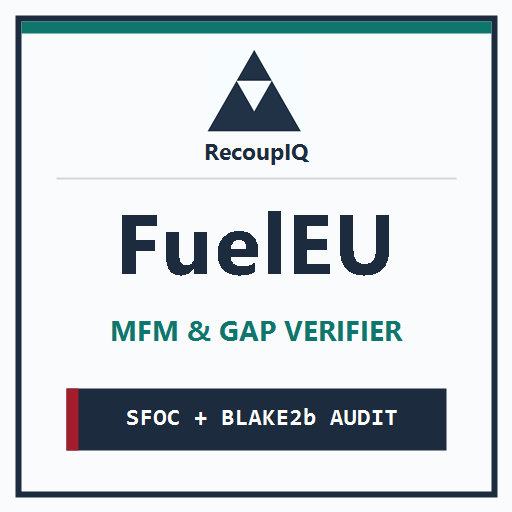 RecoupIQ
FuelEU
MFM & GAP VERIFIER
SFOC + BLAKE2b AUDIT